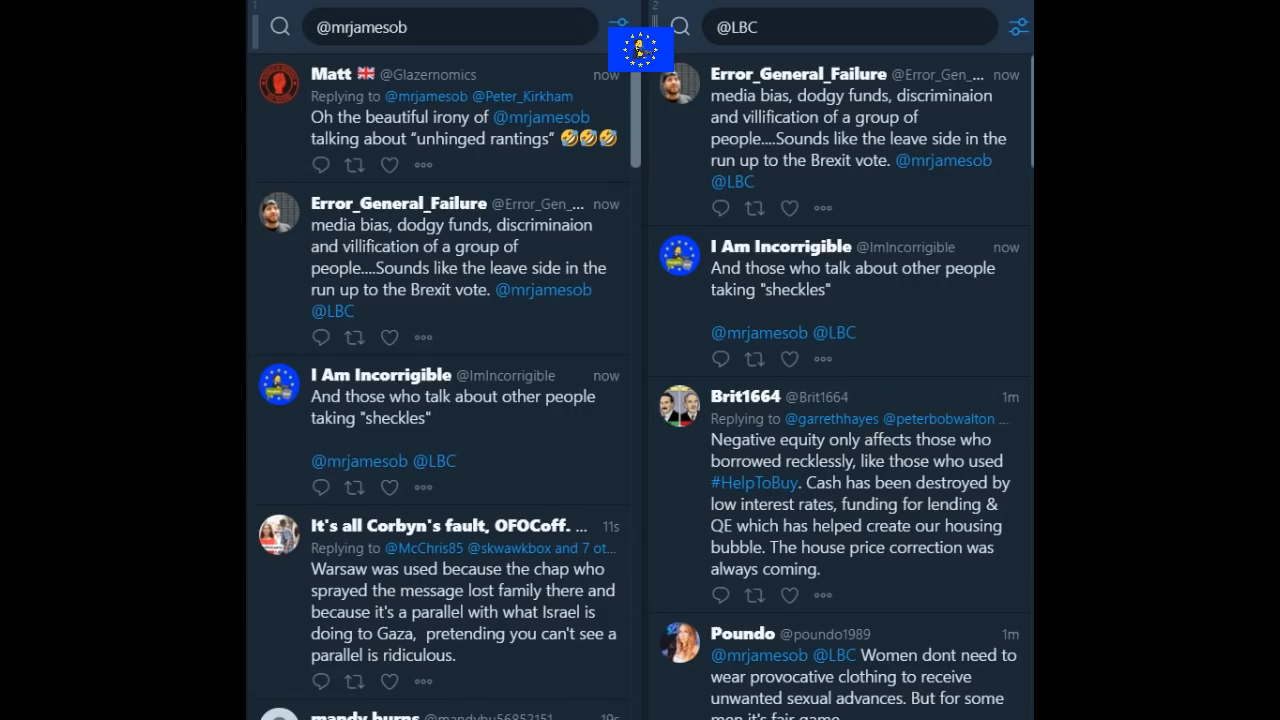 1
@mrjamesob
Matt 🇬🇧 @Glazernomics now
Replying to @mrjamesob @Peter_Kirkham
Oh the beautiful irony of @mrjamesob
talking about “unhinged rantings” 🤣🤣🤣
Error_General_Failure @Error_Gen_... now
media bias, dodgy funds, discriminaion
and villification of a group of
people....Sounds like the leave side in the
run up to the Brexit vote. @mrjamesob
@LBC
I Am Incorrigible @ImIncorrigible now
And those who talk about other people
taking "sheckles"
@mrjamesob @LBC
It's all Corbyn's fault, OFOCoff. ... 11s
Replying to @McChris85 @skwawkbox and 7 ot...
Warsaw was used because the chap who
sprayed the message lost family there and
because it's a parallel with what Israel is
doing to Gaza, pretending you can't see a
parallel is ridiculous.
mandy burns @mandybu56852151 19s
2
@LBC
Error_General_Failure @Error_Gen_... now
media bias, dodgy funds, discriminaion
and villification of a group of
people....Sounds like the leave side in the
run up to the Brexit vote. @mrjamesob
@LBC
I Am Incorrigible @ImIncorrigible now
And those who talk about other people
taking "sheckles"
@mrjamesob @LBC
Brit1664 @Brit1664 1m
Replying to @garrethhayes @peterbobwalton ...
Negative equity only affects those who
borrowed recklessly, like those who used
#HelpToBuy. Cash has been destroyed by
low interest rates, funding for lending &
QE which has helped create our housing
bubble. The house price correction was
always coming.
Poundo @poundo1989 1m
@mrjamesob @LBC Women dont need to
wear provocative clothing to receive
unwanted sexual advances. But for some
men it's fair game